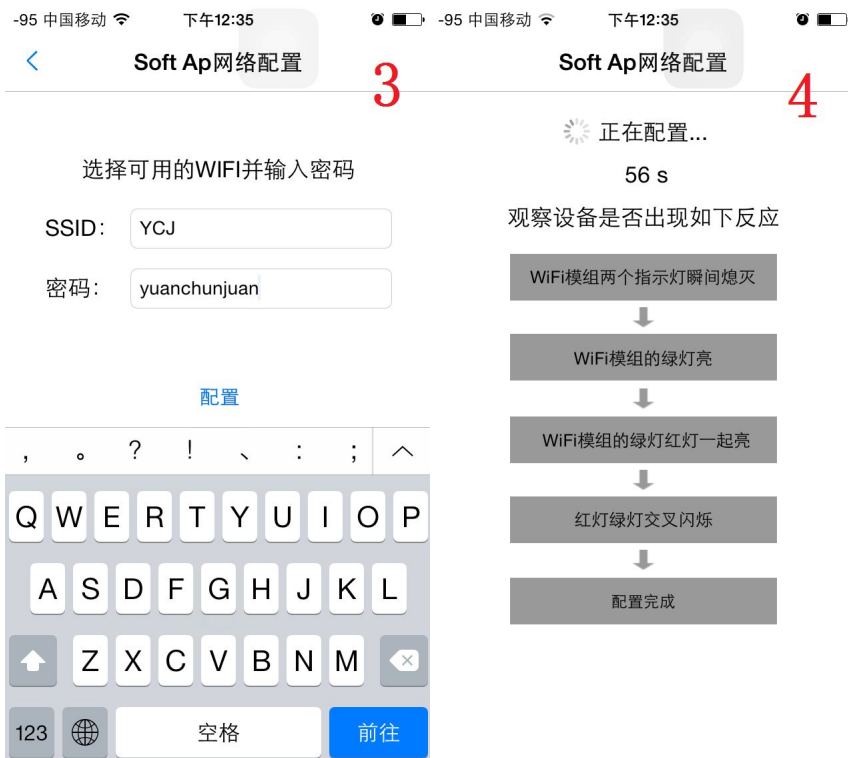 -95 中国移动 下午12:35
Soft Ap网络配置
3
选择可用的WIFI并输入密码
SSID: YCJ
密码: yuanchunjuan
配置
, 。 ? ! 、 : ;
Q W E R T Y U I O P
A S D F G H J K L
Z X C V B N M
123 空格 前往
-95 中国移动 下午12:35
Soft Ap网络配置
4
正在配置...
56 s
观察设备是否出现如下反应
WiFi模组两个指示灯瞬间熄灭
WiFi模组的绿灯亮
WiFi模组的绿灯红灯一起亮
红灯绿灯交叉闪烁
配置完成